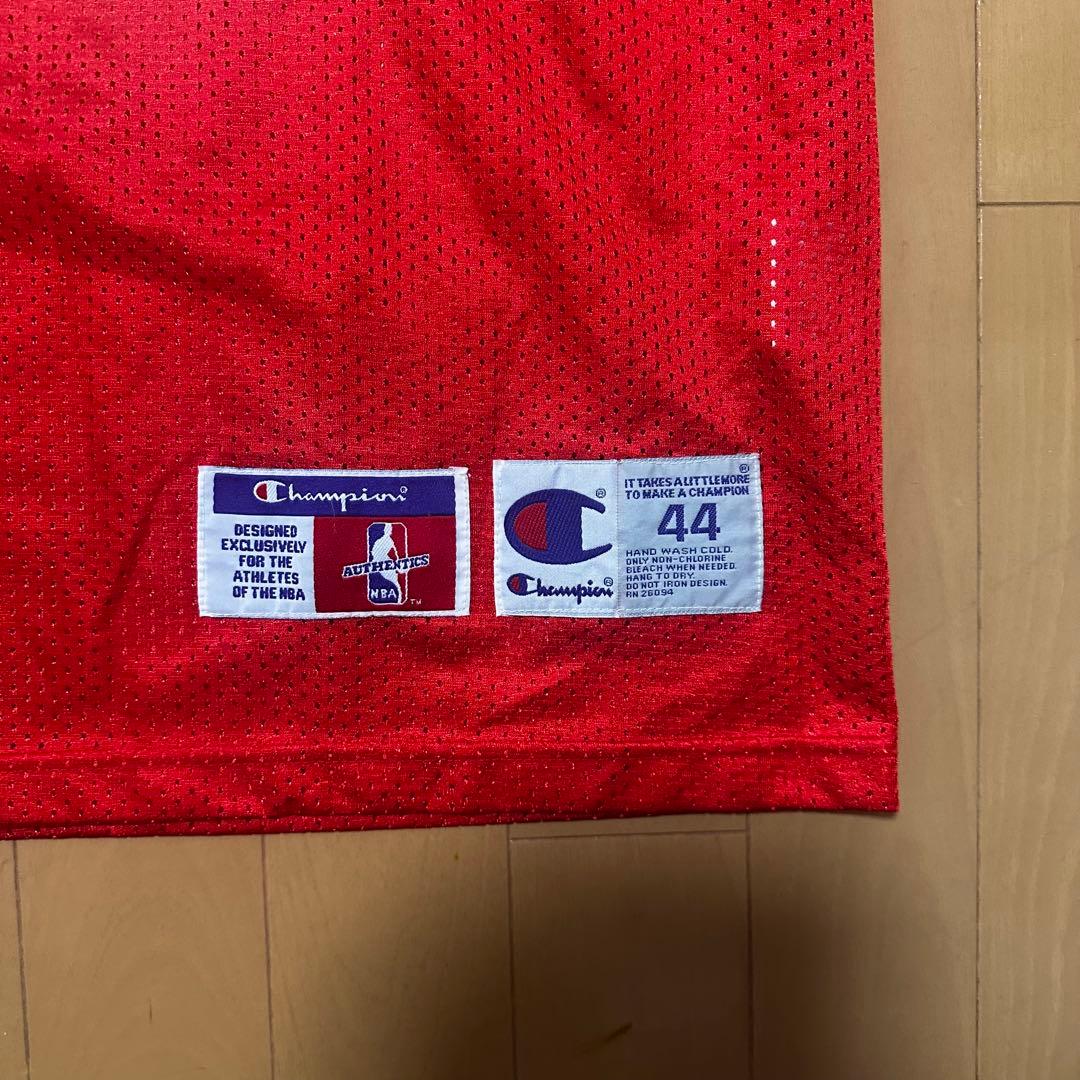 Champion®
DESIGNED
EXCLUSIVELY
FOR THE
ATHLETES
OF THE NBA
AUTHENTICS
NBA
TM
®
Champion®
®
IT TAKES A LITTLE MORE
TO MAKE A CHAMPION
44
HAND WASH COLD.
ONLY NON-CHLORINE
BLEACH WHEN NEEDED.
HANG TO DRY.
DO NOT IRON DESIGN.
RN 26094